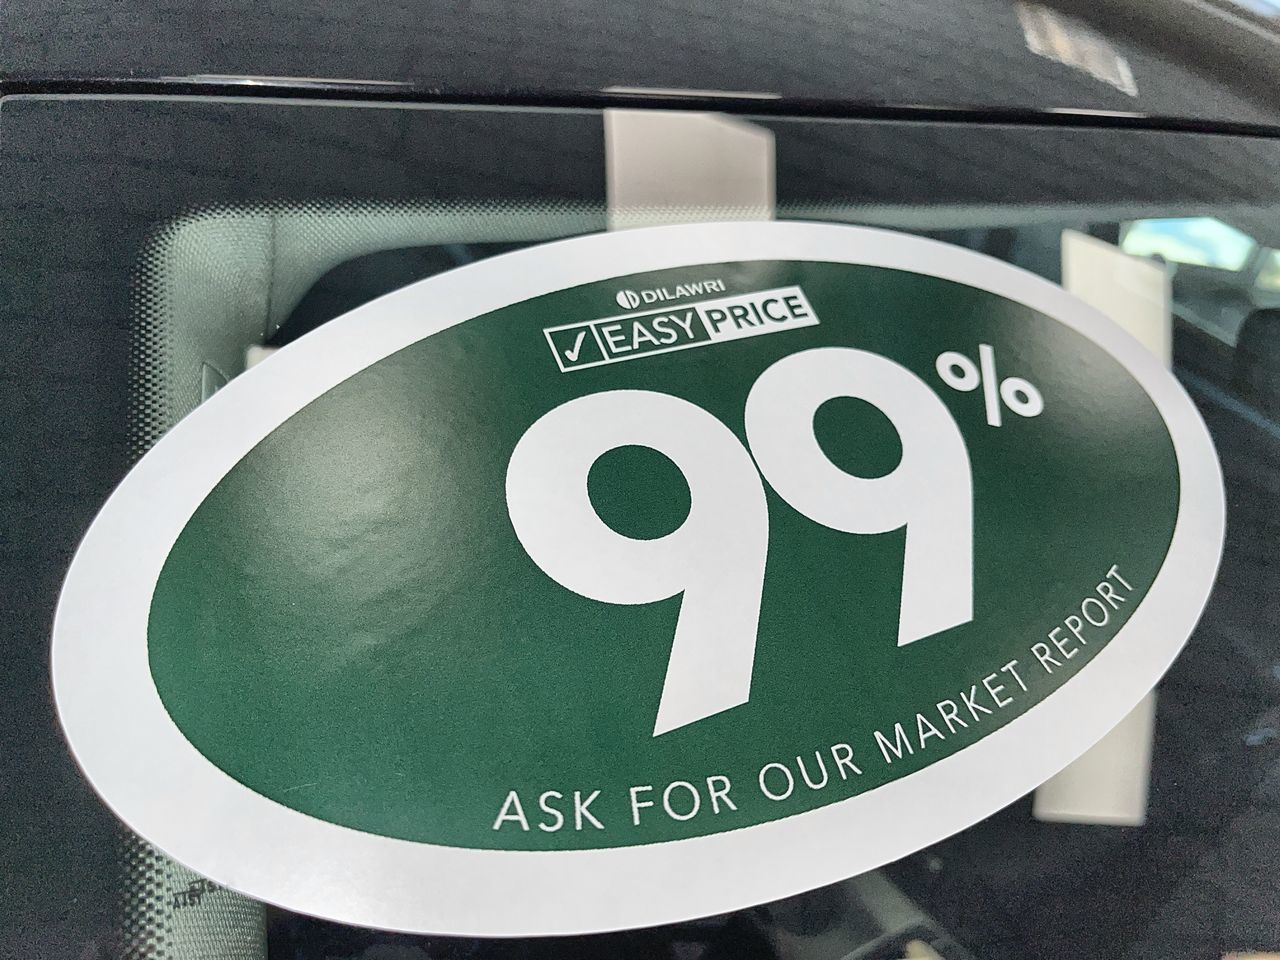 DILAWRI
✓ EASY PRICE
99%
ASK FOR OUR MARKET REPORT